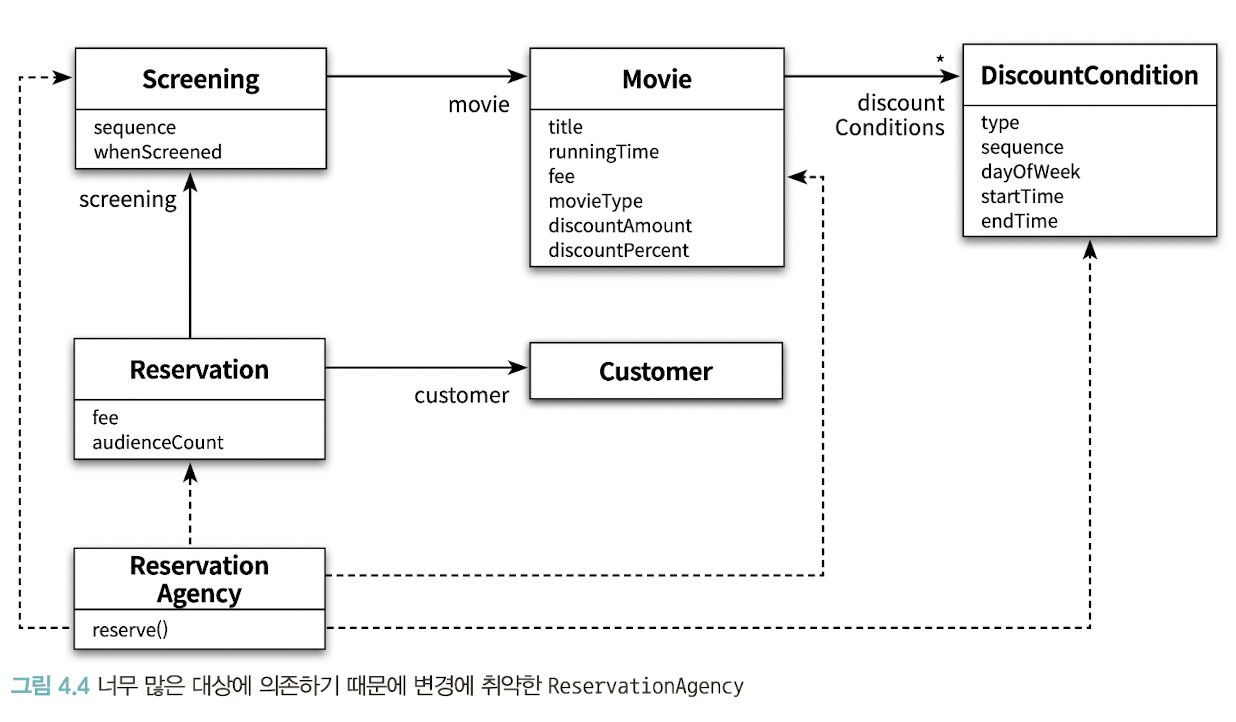 Screening
sequence
whenScreened
movie
Movie
title
runningTime
fee
movieType
discountAmount
discountPercent
*
discount
Conditions
DiscountCondition
type
sequence
dayOfWeek
startTime
endTime
screening
Reservation
fee
audienceCount
customer
Customer
Reservation
Agency
reserve()
그림 4.4 너무 많은 대상에 의존하기 때문에 변경에 취약한 ReservationAgency